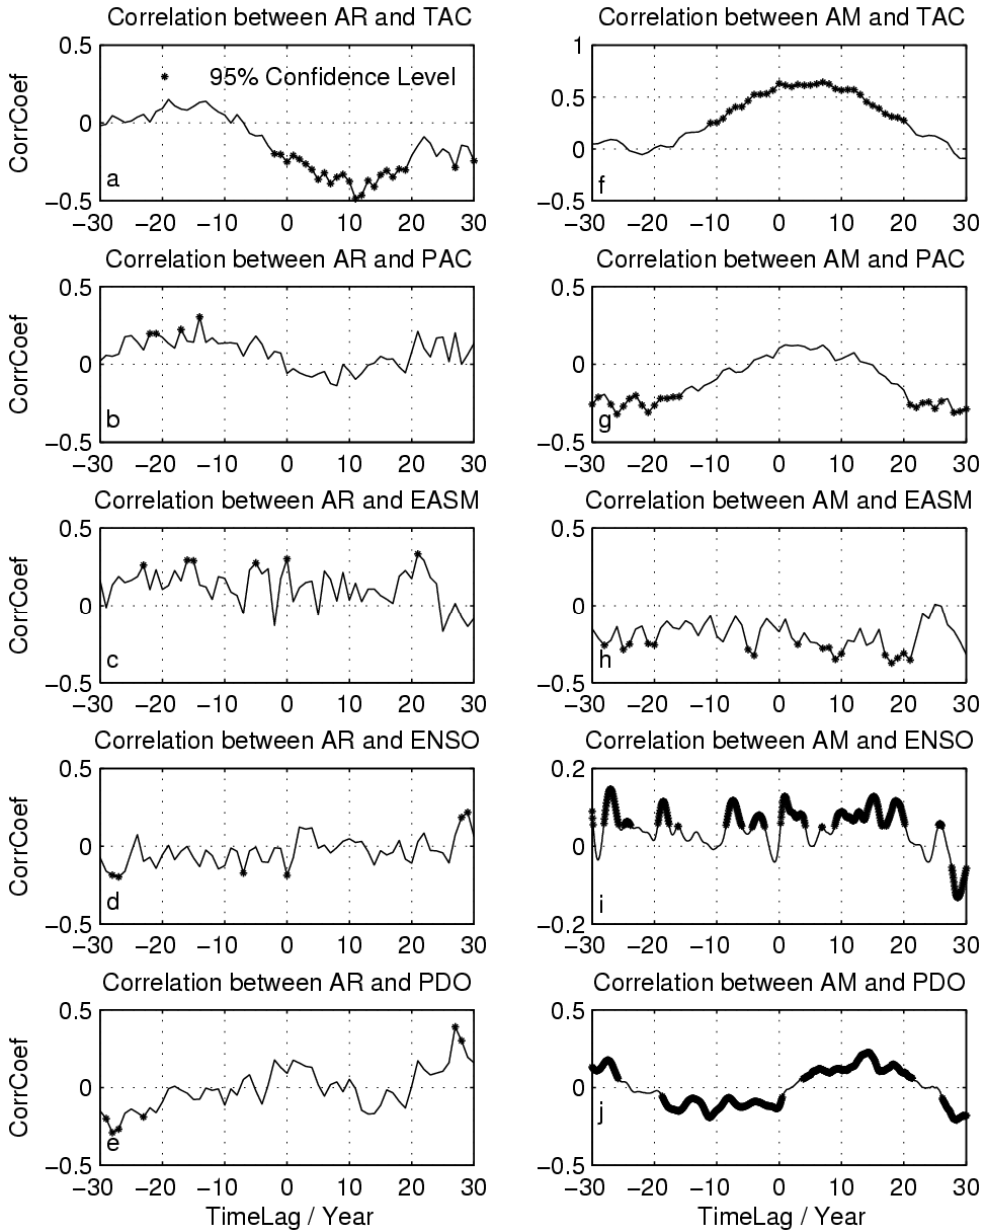 Correlation between AR and TAC
0.5
0
−0.5
CorrCoef
✱ 95% Confidence Level
a
−30 −20 −10 0 10 20 30
Correlation between AM and TAC
1
0.5
0
−0.5
f
−30 −20 −10 0 10 20 30
Correlation between AR and PAC
0.5
0
−0.5
CorrCoef
b
−30 −20 −10 0 10 20 30
Correlation between AM and PAC
0.5
0
−0.5
g
−30 −20 −10 0 10 20 30
Correlation between AR and EASM
0.5
0
−0.5
CorrCoef
c
−30 −20 −10 0 10 20 30
Correlation between AM and EASM
0.5
0
−0.5
h
−30 −20 −10 0 10 20 30
Correlation between AR and ENSO
0.5
0
−0.5
CorrCoef
d
−30 −20 −10 0 10 20 30
Correlation between AM and ENSO
0.2
0
−0.2
i
−30 −20 −10 0 10 20 30
Correlation between AR and PDO
0.5
0
−0.5
CorrCoef
e
−30 −20 −10 0 10 20 30
TimeLag / Year
Correlation between AM and PDO
0.5
0
−0.5
j
−30 −20 −10 0 10 20 30
TimeLag / Year